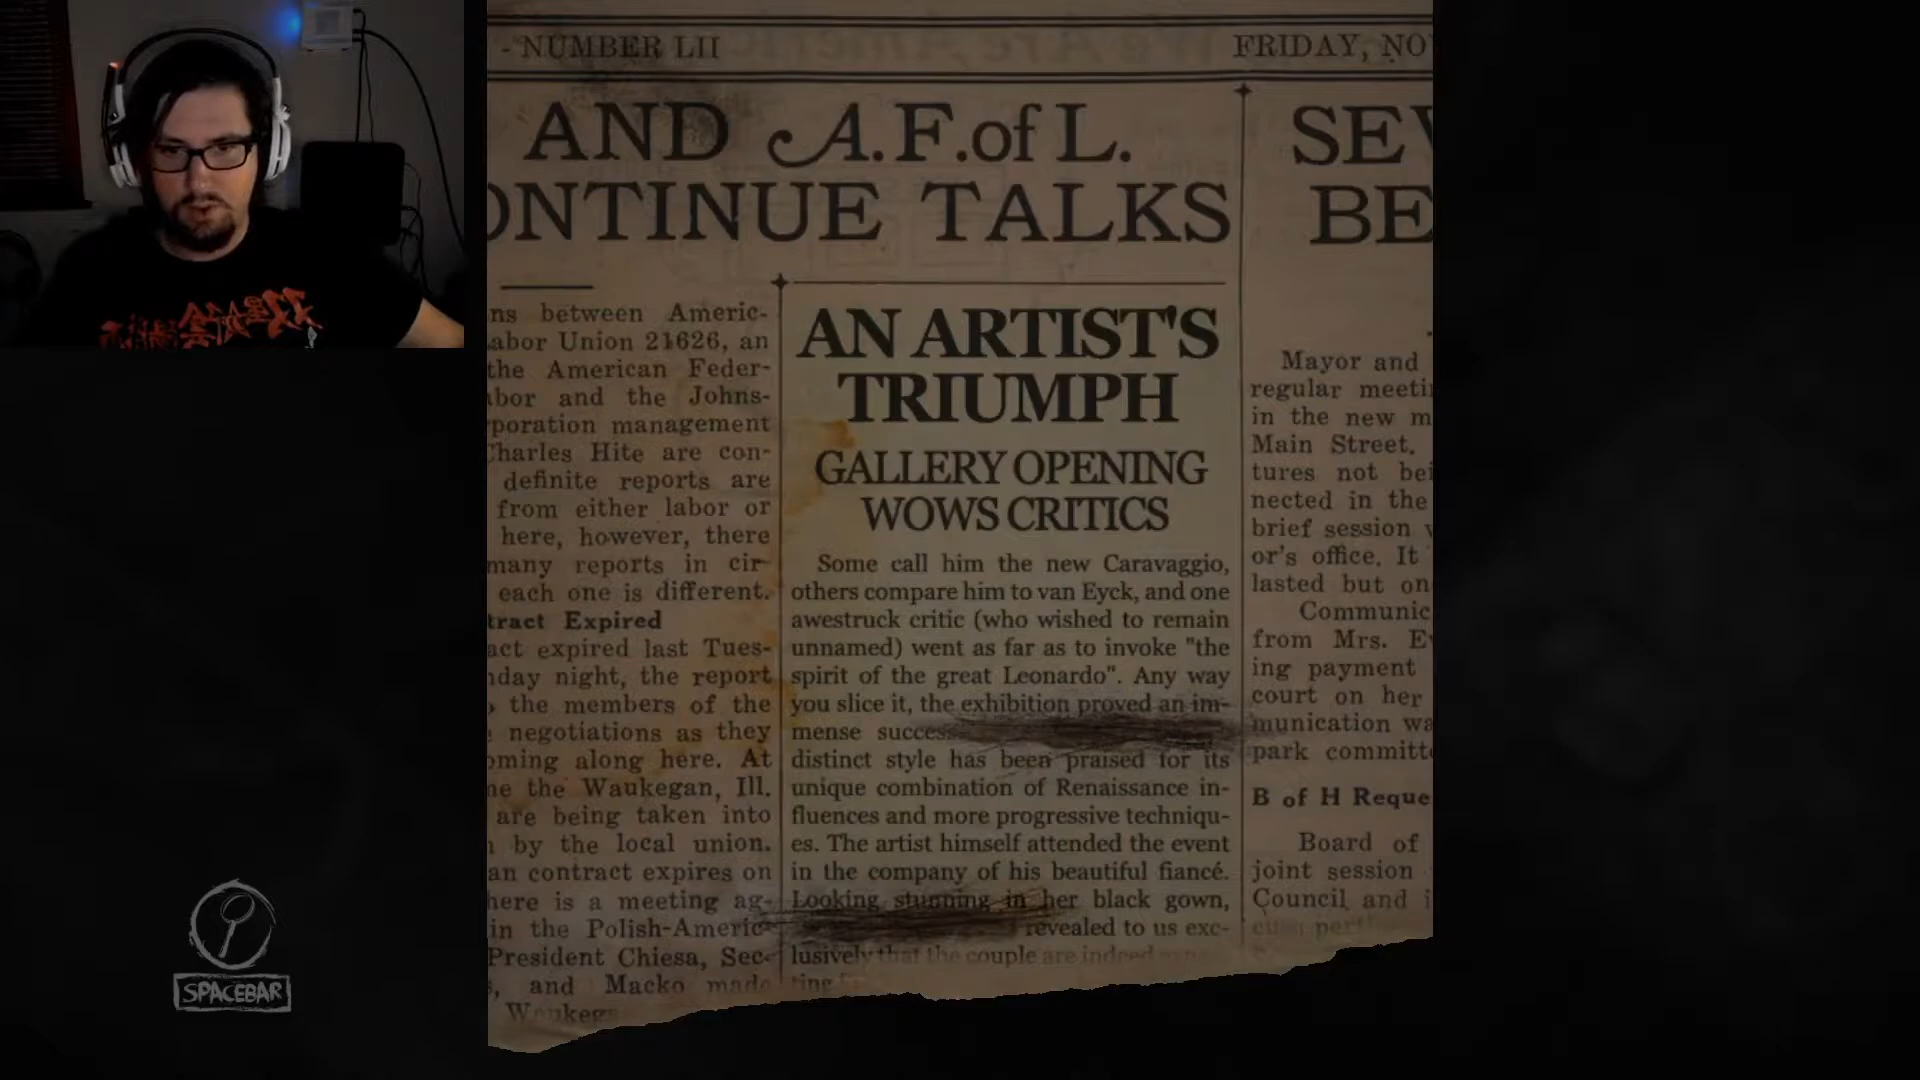 - NUMBER LII
FRIDAY, NO
AND A.F.of L.
ONTINUE TALKS
SEV
BE
ns between Americ-
abor Union 21626, an
the American Feder-
bor and the Johns-
poration management
Charles Hite are con-
definite reports are
from either labor or
here, however, there
many reports in cir-
each one is different.
tract Expired
act expired last Tues-
day night, the report
the members of the
negotiations as they
oming along here. At
he the Waukegan, Ill.
are being taken into
by the local union.
an contract expires on
here is a meeting ag-
in the Polish-Americ-
President Chiesa, Sec-
s, and Macko made
Waukeg
AN ARTIST'S
TRIUMPH
GALLERY OPENING
WOWS CRITICS
Some call him the new Caravaggio,
others compare him to van Eyck, and one
awestruck critic (who wished to remain
unnamed) went as far as to invoke "the
spirit of the great Leonardo". Any way
you slice it, the exhibition proved an im-
mense succes
distinct style has been praised for its
unique combination of Renaissance in-
fluences and more progressive techniqu-
es. The artist himself attended the event
in the company of his beautiful fiancé.
Looking stunning in her black gown,
revealed to us exc-
lusively that the couple are indeed
ting
Mayor and
regular meeti
in the new m
Main Street.
tures not bei
nected in the
brief session
or's office. It
lasted but on
Communic
from Mrs. E
ing payment
court on her
munication wa
park committe
B of H Reque
Board of
joint session
Council and i
SPACEBAR